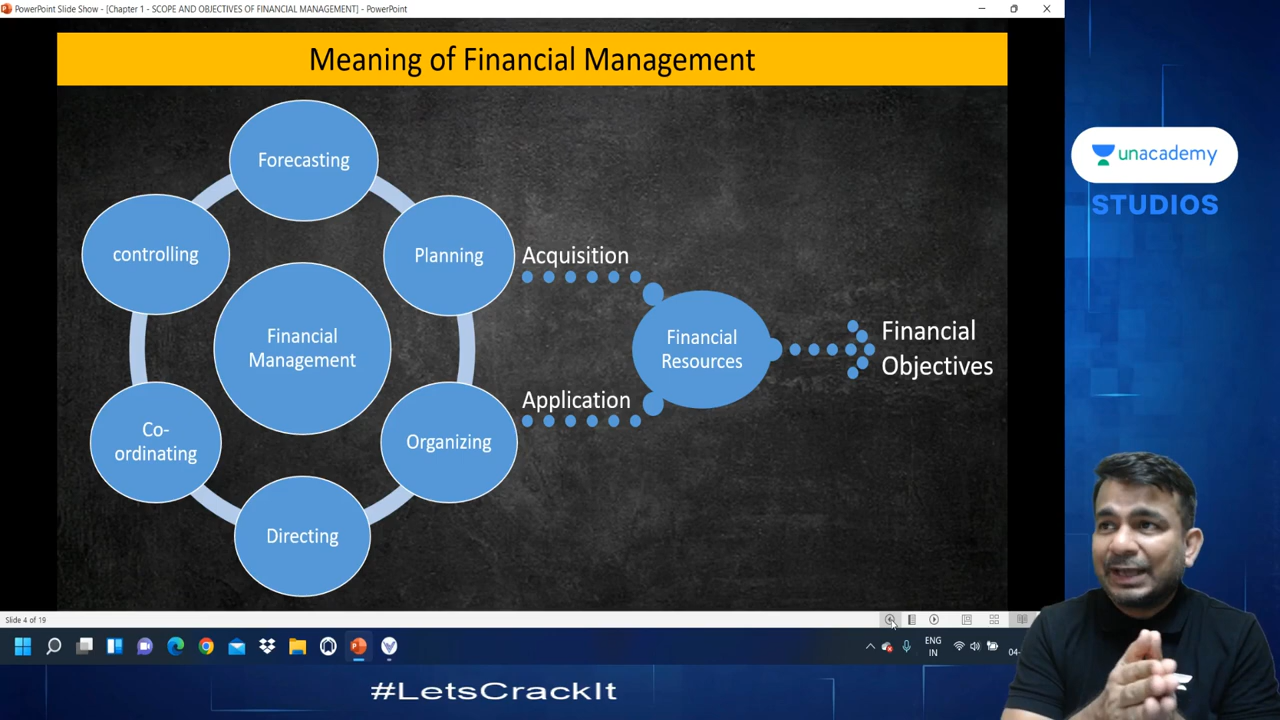 PowerPoint Slide Show - [Chapter 1 - SCOPE AND OBJECTIVES OF FINANCIAL MANAGEMENT] - PowerPoint
Meaning of Financial Management
Forecasting
controlling
Planning
Acquisition
Financial
Management
Financial
Resources
Financial
Objectives
Application
Co-
ordinating
Organizing
Directing
unacademy
STUDIOS
Slide 4 of 19
ENG
IN
04-
#LetsCrackIt